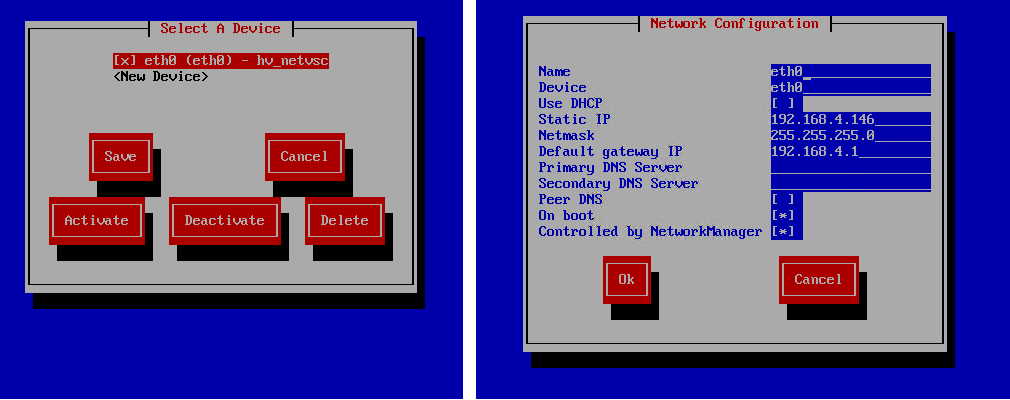 Select A Device
[x] eth0 (eth0) - hv_netvsc
<New Device>
Save
Cancel
Activate
Deactivate
Delete
Network Configuration
Name eth0
Device eth0
Use DHCP [ ]
Static IP 192.168.4.146
Netmask 255.255.255.0
Default gateway IP 192.168.4.1
Primary DNS Server
Secondary DNS Server
Peer DNS [ ]
On boot [*]
Controlled by NetworkManager [*]
Ok
Cancel